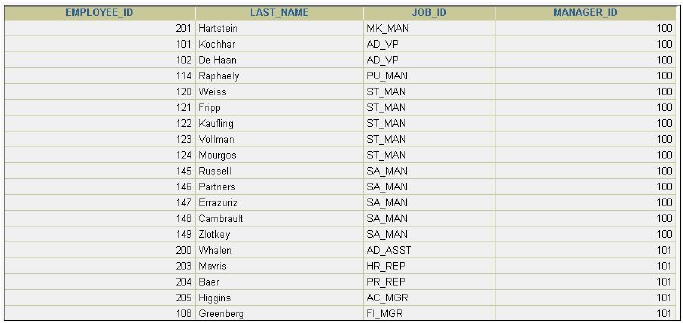 EMPLOYEE_ID LAST_NAME JOB_ID MANAGER_ID
201 Hartstein MK_MAN 100
101 Kochhar AD_VP 100
102 De Haan AD_VP 100
114 Raphaely PU_MAN 100
120 Weiss ST_MAN 100
121 Fripp ST_MAN 100
122 Kaufling ST_MAN 100
123 Vollman ST_MAN 100
124 Mourgos ST_MAN 100
145 Russell SA_MAN 100
146 Partners SA_MAN 100
147 Errazuriz SA_MAN 100
148 Cambrault SA_MAN 100
149 Zlotkey SA_MAN 100
200 Whalen AD_ASST 101
203 Mavris HR_REP 101
204 Baer PR_REP 101
205 Higgins AC_MGR 101
108 Greenberg FI_MGR 101